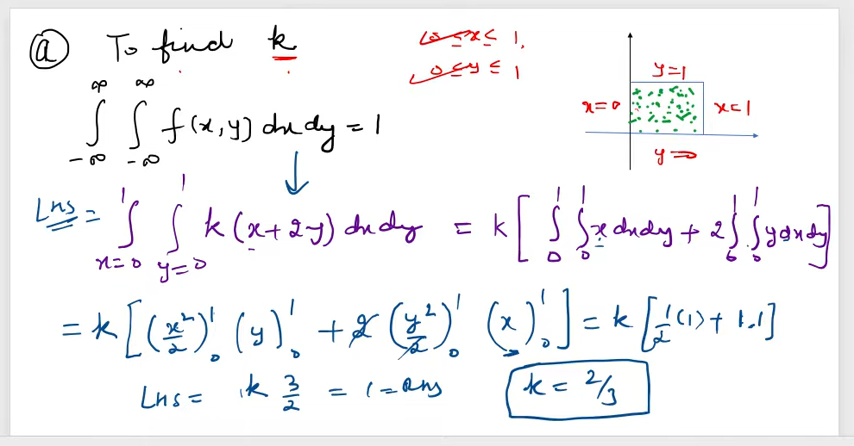 (a) To find k
0 ≤ x ≤ 1,
0 ≤ y ≤ 1
y=1
x=0
x=1
y=0
∫_{-∞}^{∞} ∫_{-∞}^{∞} f(x,y) dx dy = 1
LHS = ∫_{x=0}^{1} ∫_{y=0}^{1} k(x+2y) dx dy = k[∫_0^1 ∫_0^1 x dx dy + 2∫_0^1 ∫_0^1 y dx dy]
= k[(x²/2)_0^1 (y)_0^1 + 2(y²/2)_0^1 (x)_0^1] = k[1/2(1) + 1.1]
LHS = k 3/2 = 1 = RHS
k = 2/3